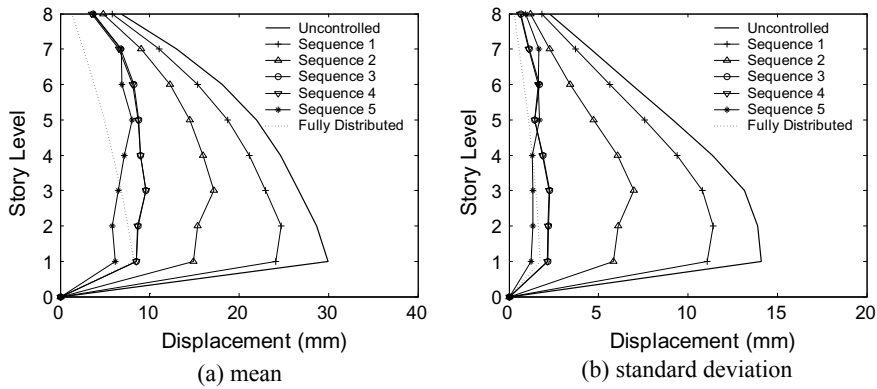 8
7
6
5
4
3
2
1
0
Story Level
Uncontrolled
Sequence 1
Sequence 2
Sequence 3
Sequence 4
Sequence 5
Fully Distributed
0 10 20 30 40
Displacement (mm)
(a) mean
8
7
6
5
4
3
2
1
0
Story Level
Uncontrolled
Sequence 1
Sequence 2
Sequence 3
Sequence 4
Sequence 5
Fully Distributed
0 5 10 15 20
Displacement (mm)
(b) standard deviation